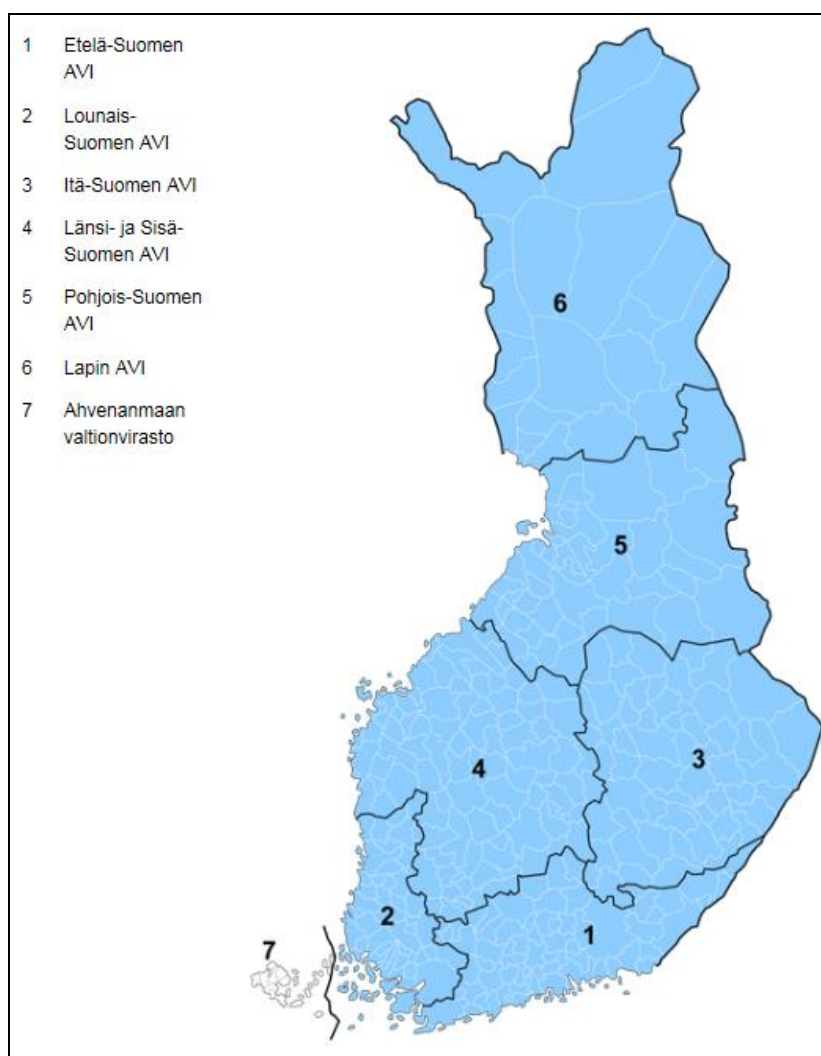 1 Etelä-Suomen
AVI
2 Lounais-
Suomen AVI
3 Itä-Suomen AVI
4 Länsi- ja Sisä-
Suomen AVI
5 Pohjois-Suomen
AVI
6 Lapin AVI
7 Ahvenanmaan
valtionvirasto
6
5
4
3
2
1
7